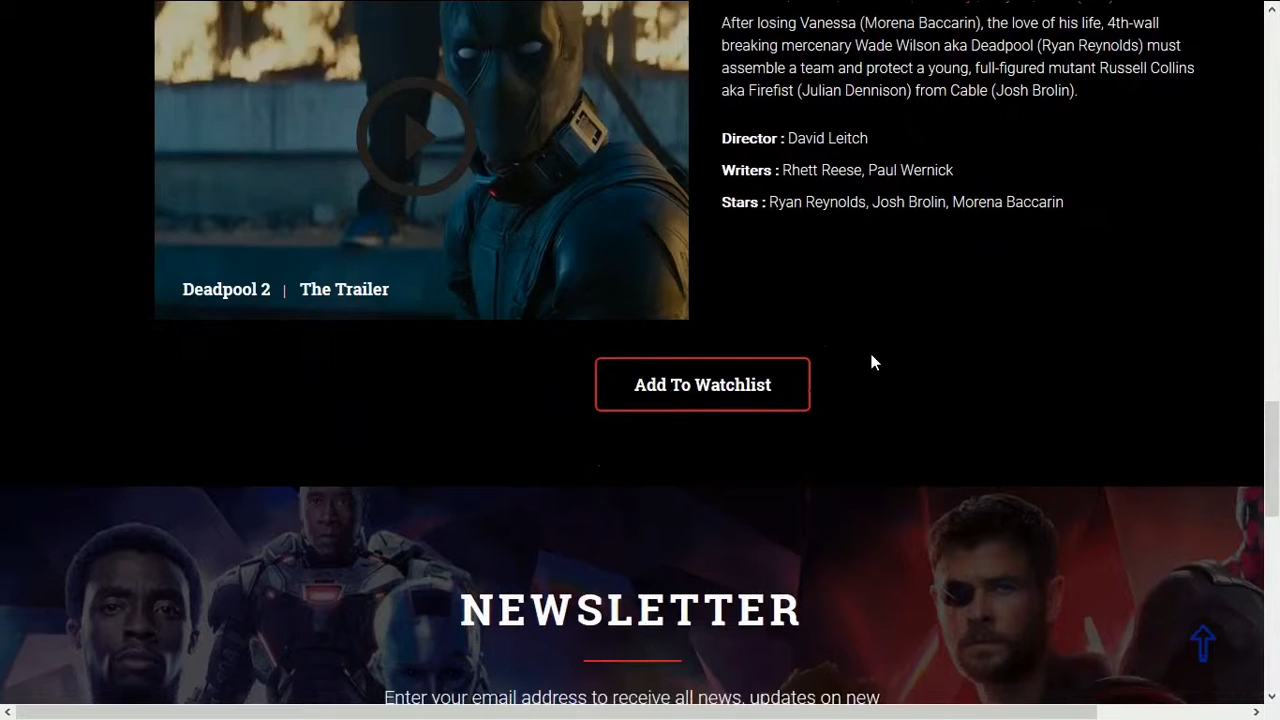 After losing Vanessa (Morena Baccarin), the love of his life, 4th-wall
breaking mercenary Wade Wilson aka Deadpool (Ryan Reynolds) must
assemble a team and protect a young, full-figured mutant Russell Collins
aka Firefist (Julian Dennison) from Cable (Josh Brolin).
Director : David Leitch
Writers : Rhett Reese, Paul Wernick
Stars : Ryan Reynolds, Josh Brolin, Morena Baccarin
Deadpool 2 | The Trailer
Add To Watchlist
NEWSLETTER
Enter your email address to receive all news, updates on new